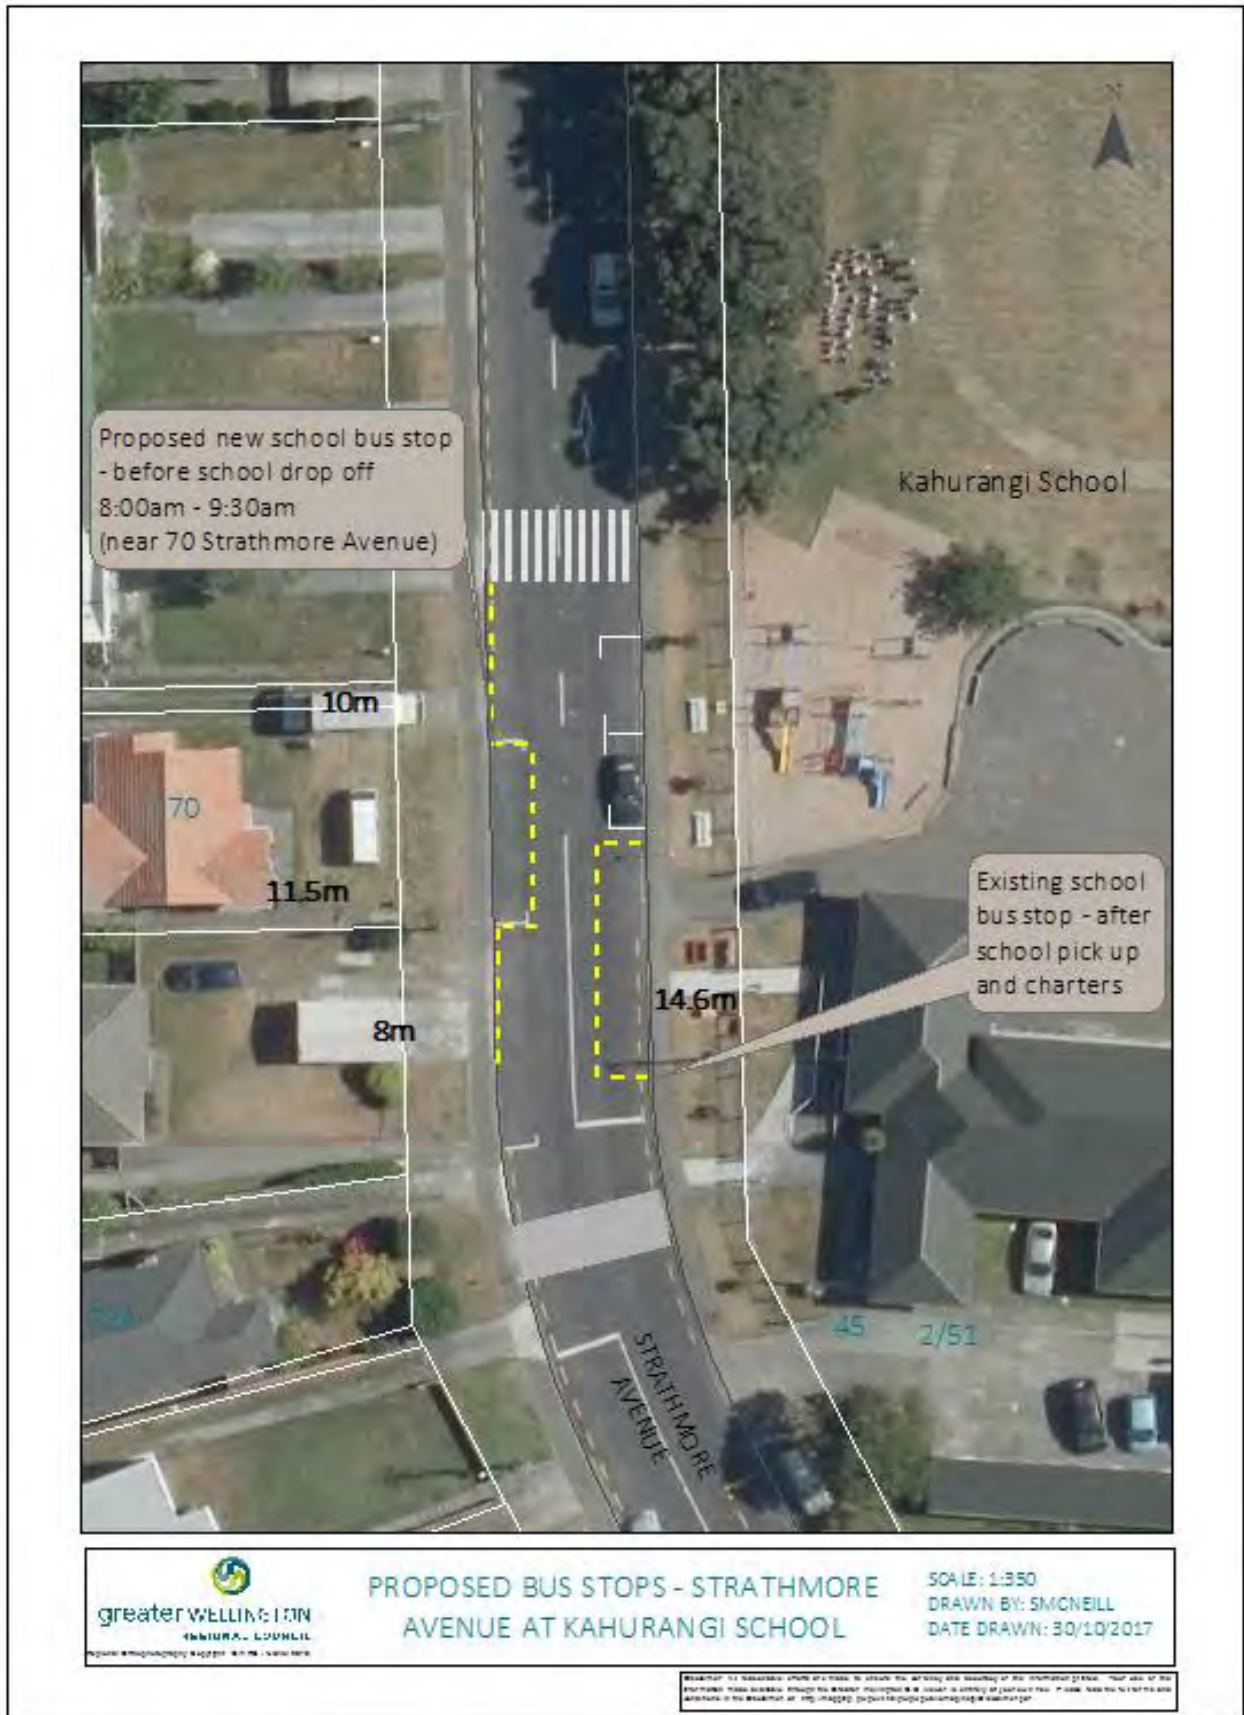 N
Proposed new school bus stop
- before school drop off
8:00am - 9:30am
(near 70 Strathmore Avenue)
Kahurangi School
10m
70
11.5m
Existing school
bus stop - after
school pick up
and charters
14.6m
8m
45
2/51
STRATHMORE
AVENUE
greater WELLINGTON
REGIONAL COUNCIL
PROPOSED BUS STOPS - STRATHMORE
AVENUE AT KAHURANGI SCHOOL
SCALE: 1:350
DRAWN BY: SMCNEILL
DATE DRAWN: 30/10/2017